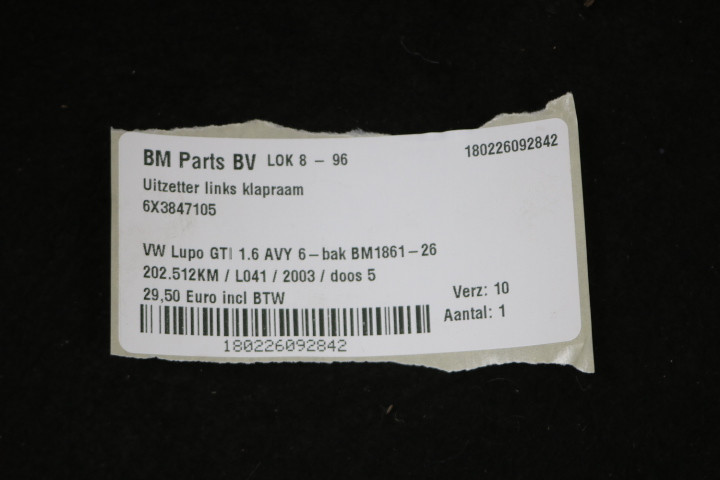 BM Parts BV LOK 8 - 96 180226092842
Uitzetter links klapraam
6X3847105
VW Lupo GTI 1.6 AVY 6-bak BM1861-26
202.512KM / L041 / 2003 / doos 5
29,50 Euro incl BTW Verz: 10
Aantal: 1
180226092842